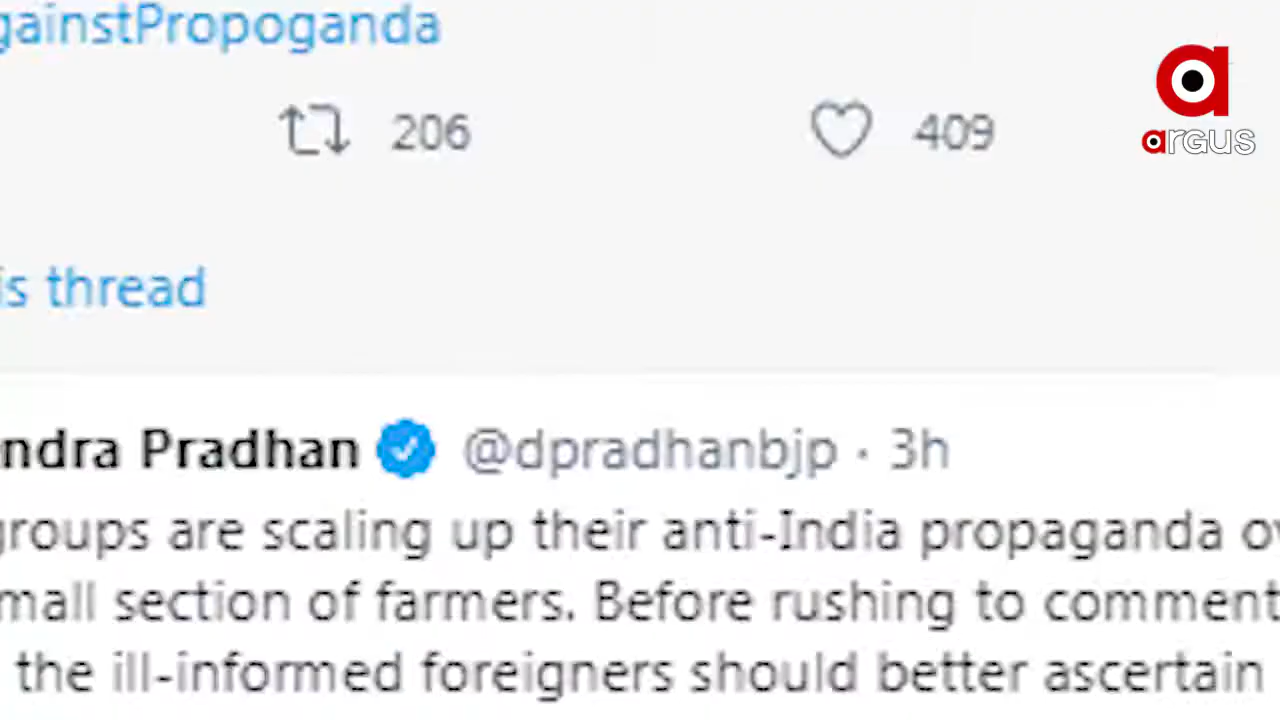 gainstPropoganda
206 409
argus
is thread
ndra Pradhan @dpradhanbjp · 3h
groups are scaling up their anti-India propaganda
mall section of farmers. Before rushing to comment
the ill-informed foreigners should better ascertain